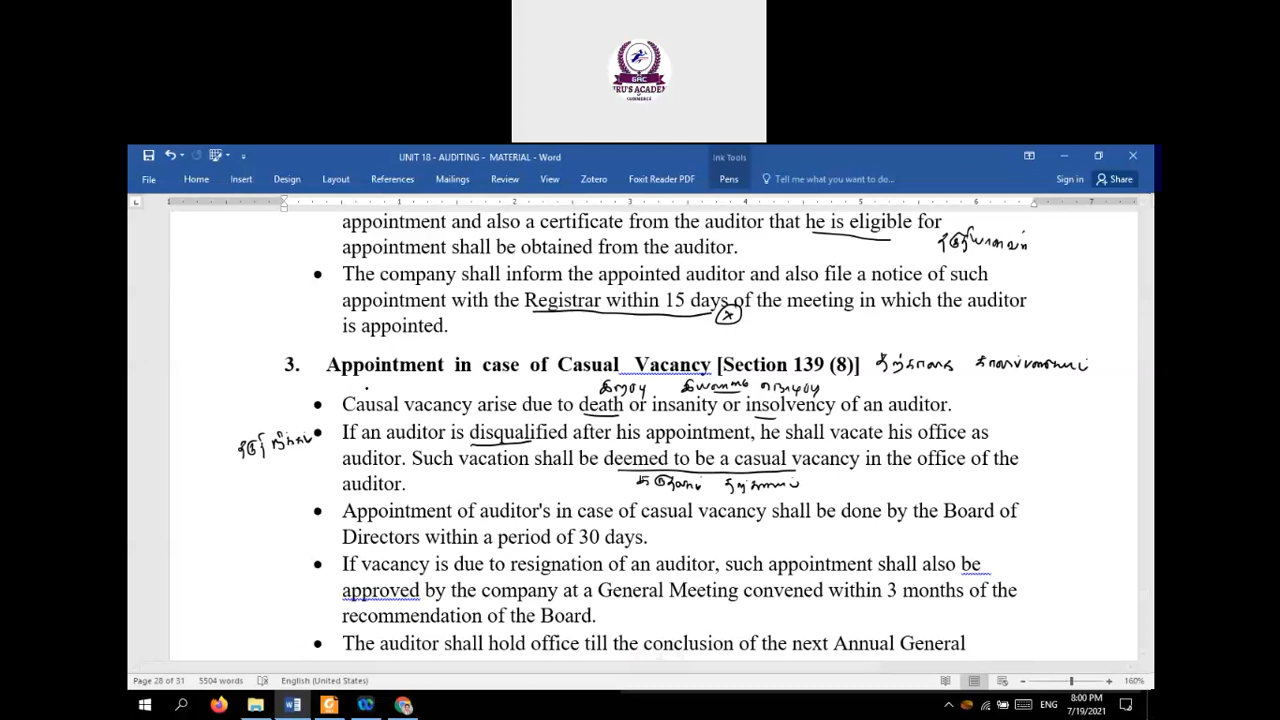 GAC
COMMERCE
UNIT 18 - AUDITING - MATERIAL - Word
Ink Tools
File Home Insert Design Layout References Mailings Review View Zotero Foxit Reader PDF Pens Tell me what you want to do... Sign in Share
1 2 3 4 5 6 7
appointment and also a certificate from the auditor that he is eligible for
appointment shall be obtained from the auditor.
• The company shall inform the appointed auditor and also file a notice of such
appointment with the Registrar within 15 days of the meeting in which the auditor
is appointed.
3. Appointment in case of Casual Vacancy [Section 139 (8)]
• Causal vacancy arise due to death or insanity or insolvency of an auditor.
• If an auditor is disqualified after his appointment, he shall vacate his office as
auditor. Such vacation shall be deemed to be a casual vacancy in the office of the
auditor.
• Appointment of auditor's in case of casual vacancy shall be done by the Board of
Directors within a period of 30 days.
• If vacancy is due to resignation of an auditor, such appointment shall also be
approved by the company at a General Meeting convened within 3 months of the
recommendation of the Board.
• The auditor shall hold office till the conclusion of the next Annual General
Page 28 of 31 5504 words English (United States) 160%
ENG
8:00 PM
7/19/2021